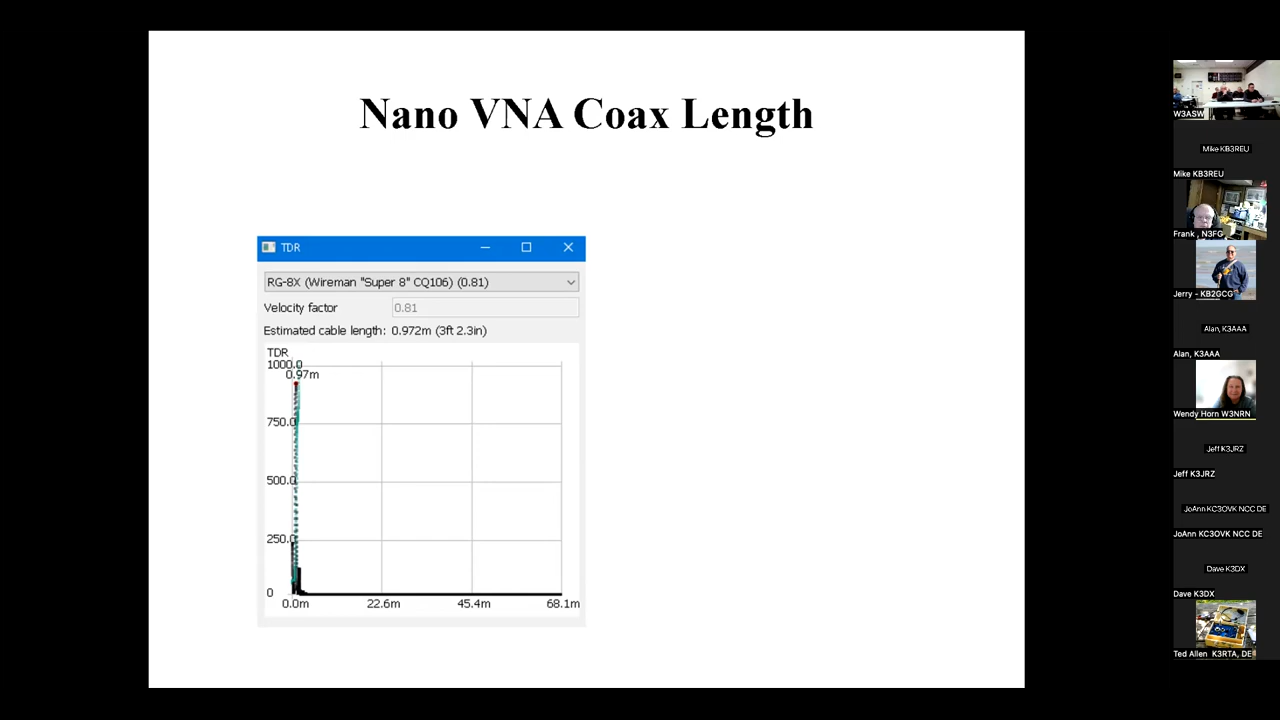 Nano VNA Coax Length
TDR
RG-8X (Wireman "Super 8" CQ106) (0.81)
Velocity factor
0.81
Estimated cable length: 0.972m (3ft 2.3in)
TDR
1000.0
0.97m
750.0
500.0
250.0
0
0.0m
22.6m
45.4m
68.1m
W3ASW
Mike KB3REU
Mike KB3REU
Frank , N3FG
Jerry - KB2GCG
Alan, K3AAA
Alan, K3AAA
Wendy Horn W3NRN
Jeff K3JRZ
Jeff K3JRZ
JoAnn KC3OVK NCC DE
JoAnn KC3OVK NCC DE
Dave K3DX
Dave K3DX
Ted Allen K3RTA, DE